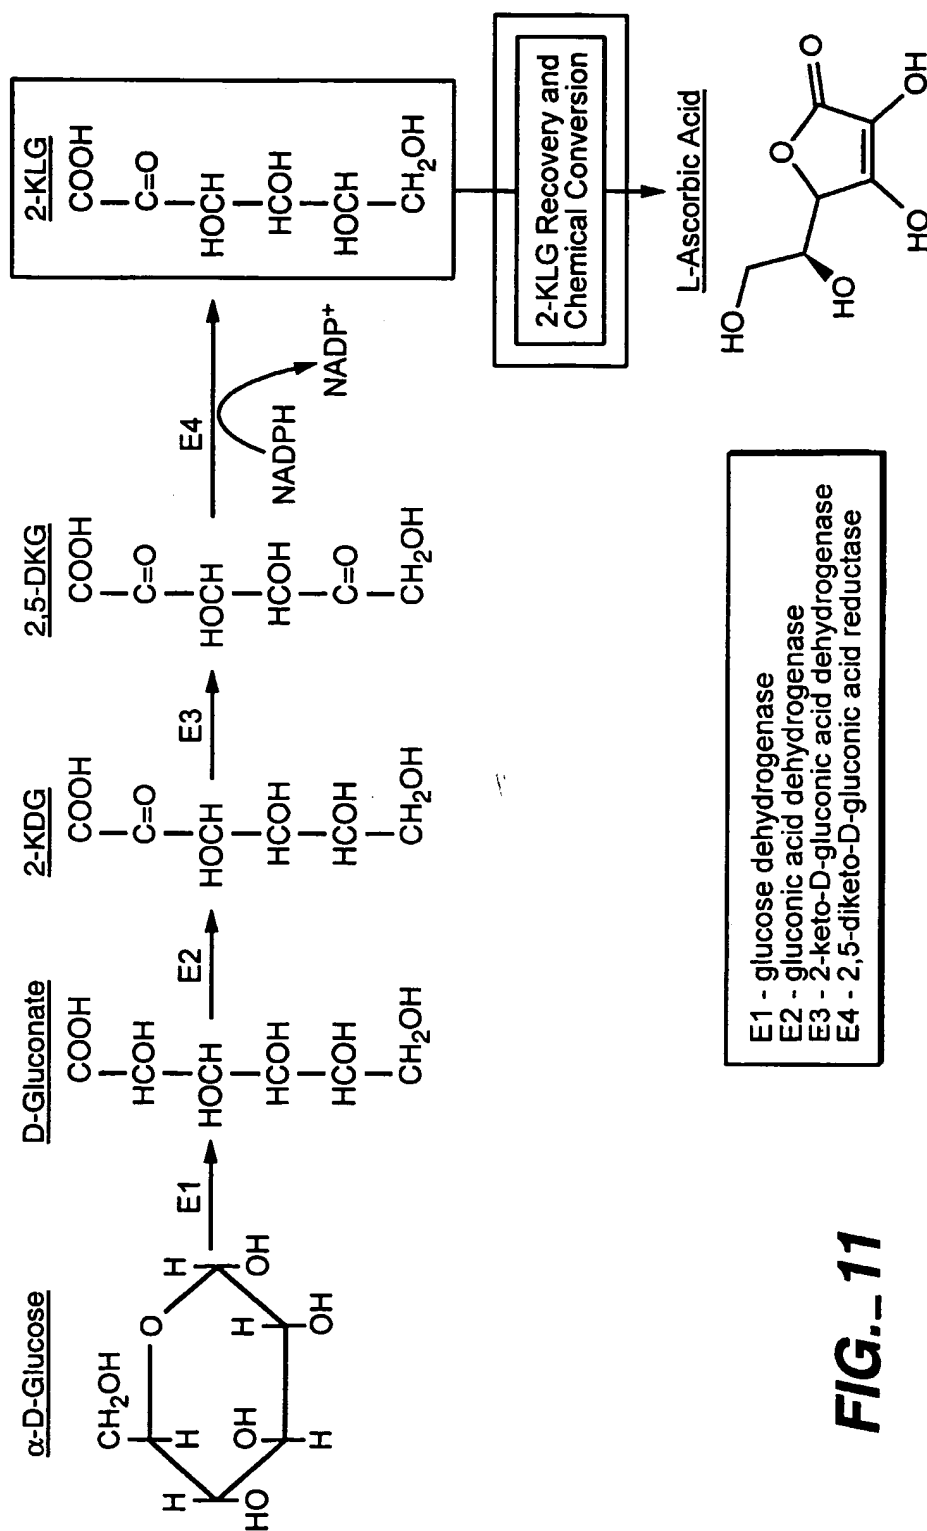 α-D-Glucose
CH2OH
O
H
H
OH
H
OH
H
OH
H
HO
E1
D-Gluconate
COOH
HCOH
HOCH
HCOH
HCOH
CH2OH
E2
2-KDG
COOH
C=O
HOCH
HCOH
HCOH
CH2OH
E3
2,5-DKG
COOH
C=O
HOCH
HCOH
C=O
CH2OH
E4
NADPH
NADP+
2-KLG
COOH
C=O
HOCH
HCOH
HOCH
CH2OH
2-KLG Recovery and
Chemical Conversion
L-Ascorbic Acid
HO
HO
O
O
HO
OH
E1 - glucose dehydrogenase
E2 - gluconic acid dehydrogenase
E3 - 2-keto-D-gluconic acid dehydrogenase
E4 - 2,5-diketo-D-gluconic acid reductase
FIG._11